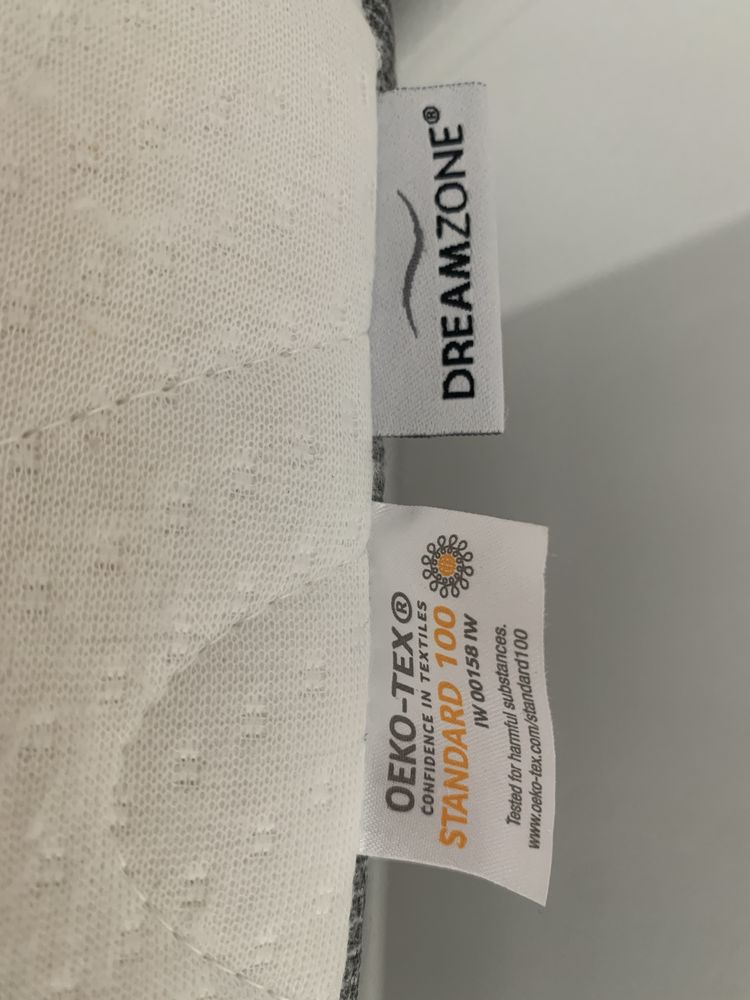 DREAMZONE®
OEKO-TEX®
CONFIDENCE IN TEXTILES
STANDARD 100
IW 00158 IW
Tested for harmful substances.
www.oeko-tex.com/standard100